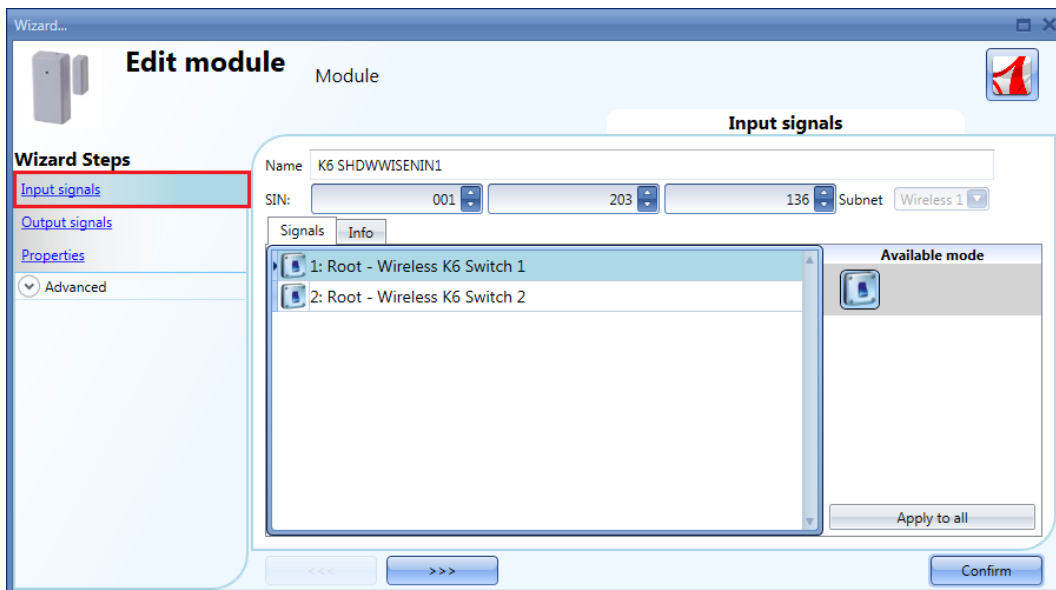 Wizard...
Edit module
Module
Input signals
Wizard Steps
Input signals
Output signals
Properties
Advanced
Name K6 SHDWWISENIN1
SIN: 001 203 136 Subnet Wireless 1
Signals Info
1: Root - Wireless K6 Switch 1
2: Root - Wireless K6 Switch 2
Available mode
Apply to all
<<< >>> Confirm